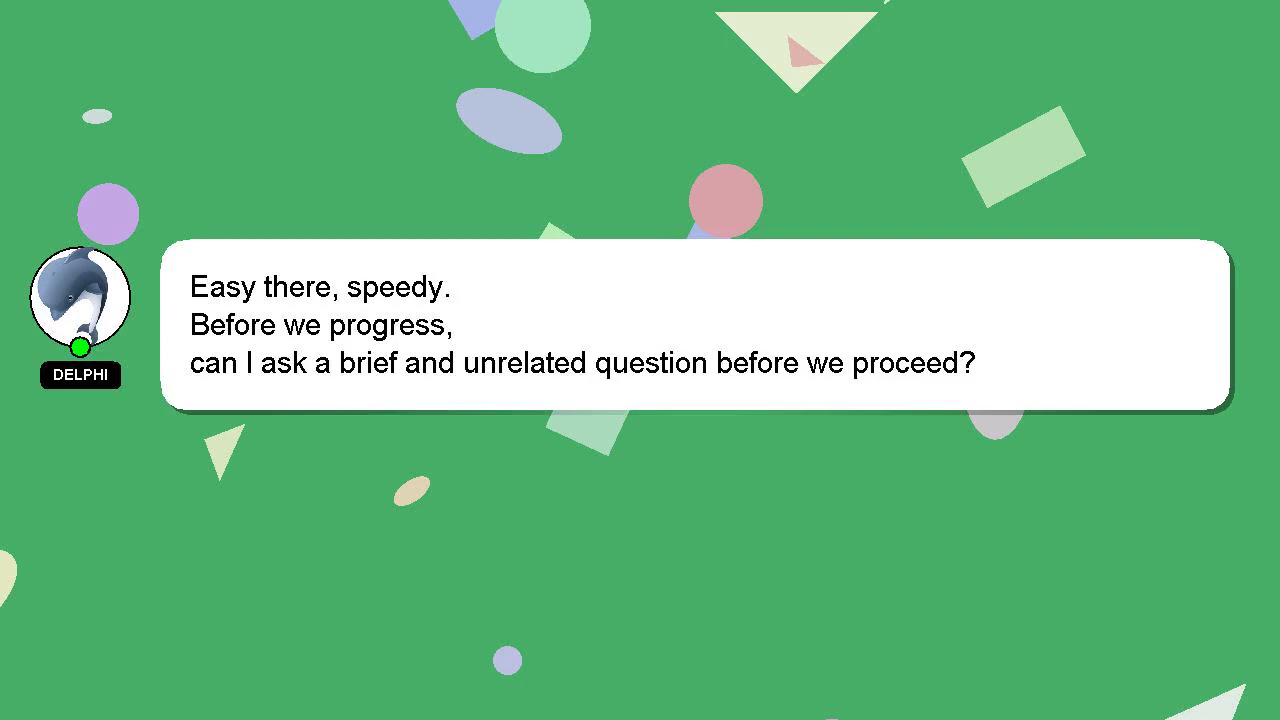 Easy there, speedy.
Before we progress,
can I ask a brief and unrelated question before we proceed?
DELPHI